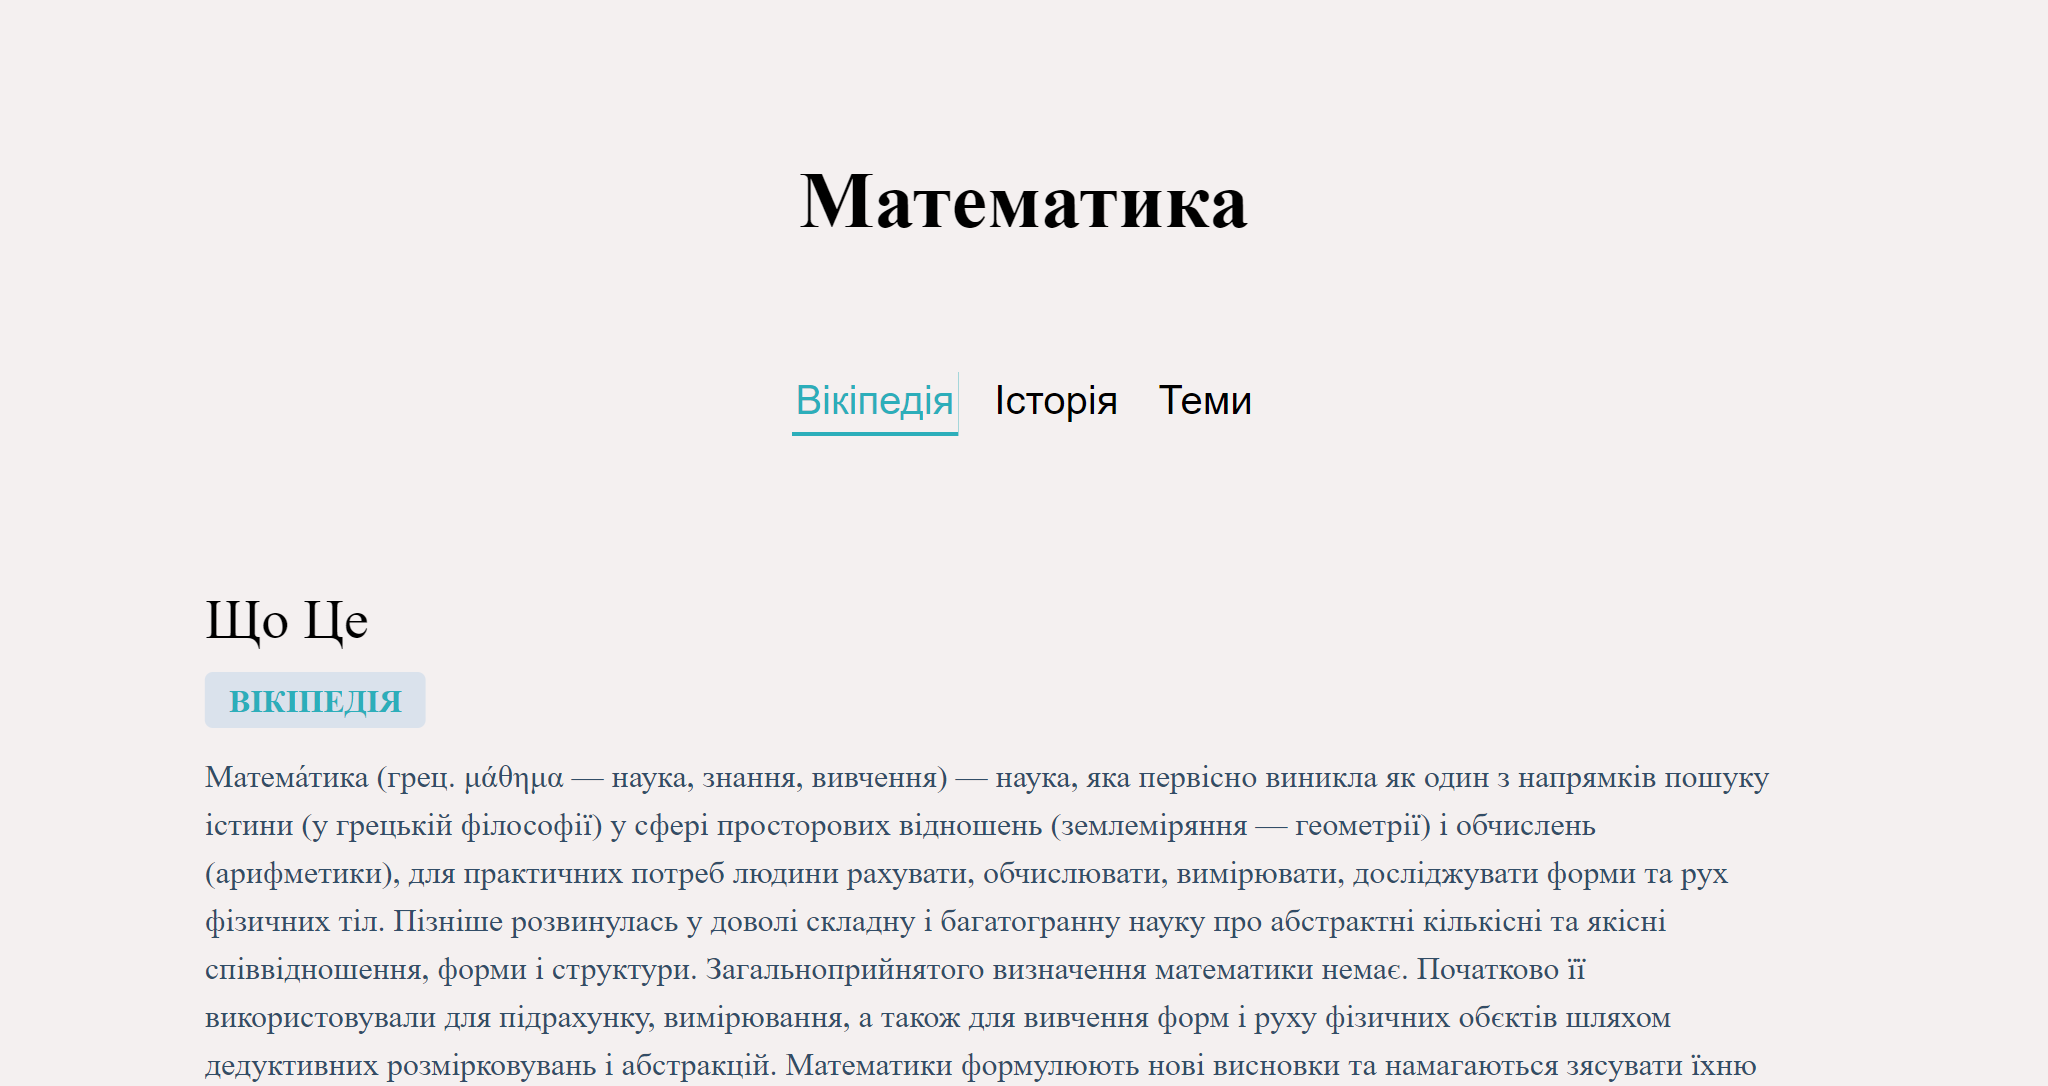 Математика
Вікіпедія Історія Теми
Що Це
ВІКІПЕДІЯ
Матема́тика (грец. μάθημα — наука, знання, вивчення) — наука, яка первісно виникла як один з напрямків пошуку
істини (у грецькій філософії) у сфері просторових відношень (землеміряння — геометрії) і обчислень
(арифметики), для практичних потреб людини рахувати, обчислювати, вимірювати, досліджувати форми та рух
фізичних тіл. Пізніше розвинулась у доволі складну і багатогранну науку про абстрактні кількісні та якісні
співвідношення, форми і структури. Загальноприйнятого визначення математики немає. Початково її
використовували для підрахунку, вимірювання, а також для вивчення форм і руху фізичних обєктів шляхом
дедуктивних розмірковувань і абстракцій. Математики формулюють нові висновки та намагаються зясувати їхню